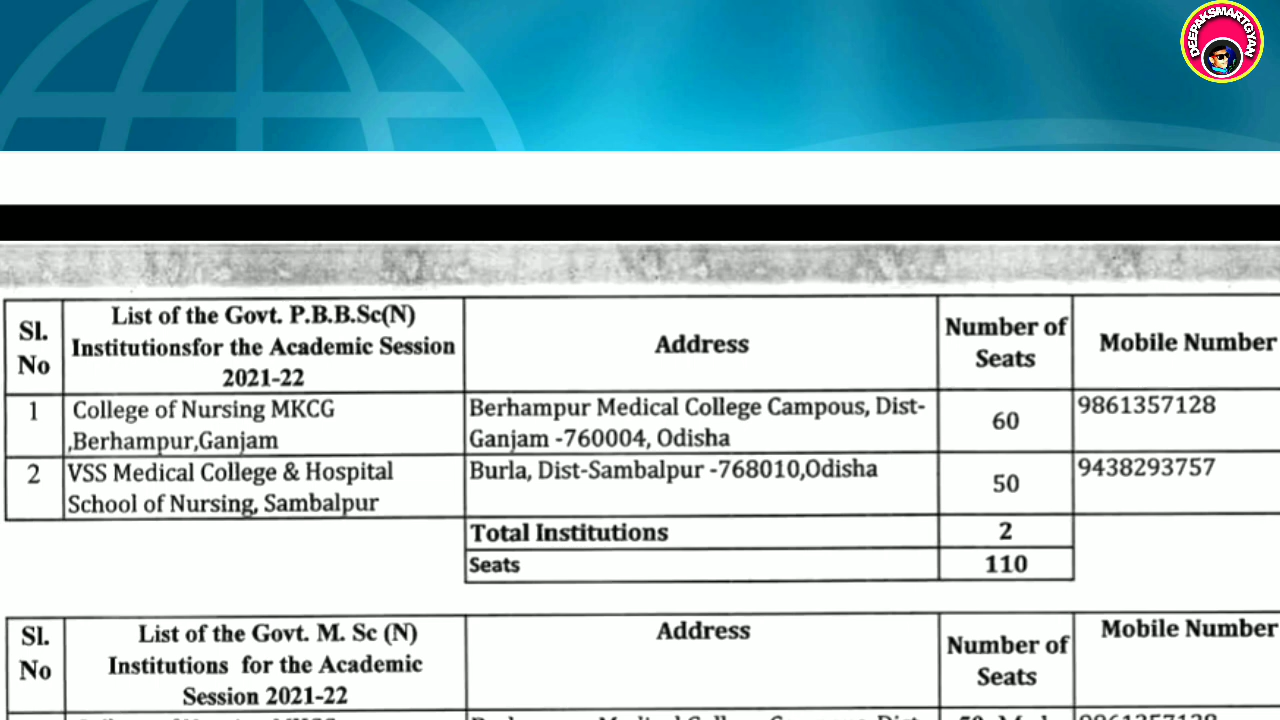 DEEPAKSMARTGYAN
Sl. No
List of the Govt. P.B.B.Sc(N)
Institutionsfor the Academic Session
2021-22
Address
Number of
Seats
Mobile Number
1
College of Nursing MKCG
,Berhampur,Ganjam
Berhampur Medical College Campous, Dist-
Ganjam -760004, Odisha
60
9861357128
2
VSS Medical College & Hospital
School of Nursing, Sambalpur
Burla, Dist-Sambalpur -768010,Odisha
50
9438293757
Total Institutions
2
Seats
110
Sl.
No
List of the Govt. M. Sc (N)
Institutions for the Academic
Session 2021-22
Address
Number of
Seats
Mobile Number